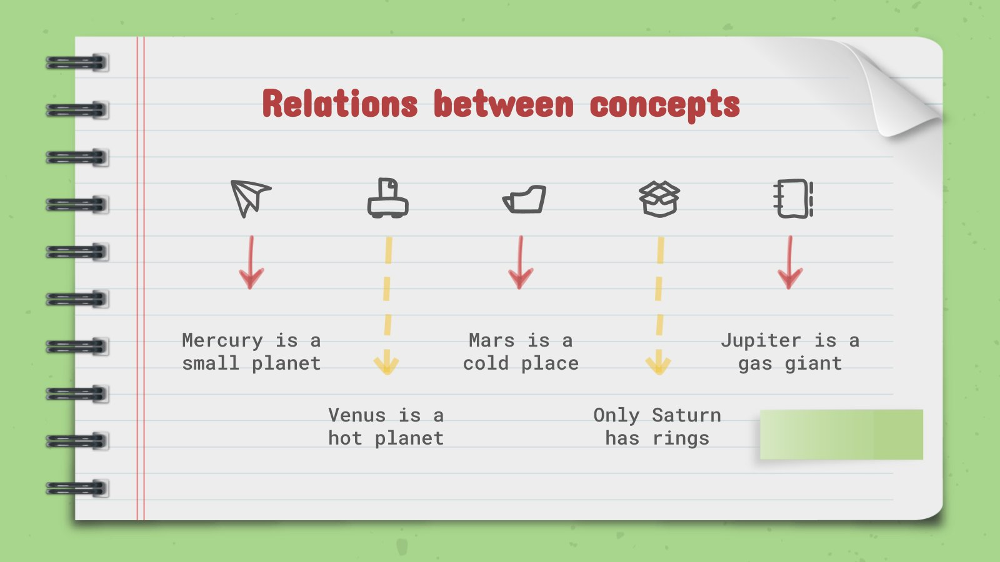 Relations between concepts
Mercury is a
small planet
Venus is a
hot planet
Mars is a
cold place
Only Saturn
has rings
Jupiter is a
gas giant